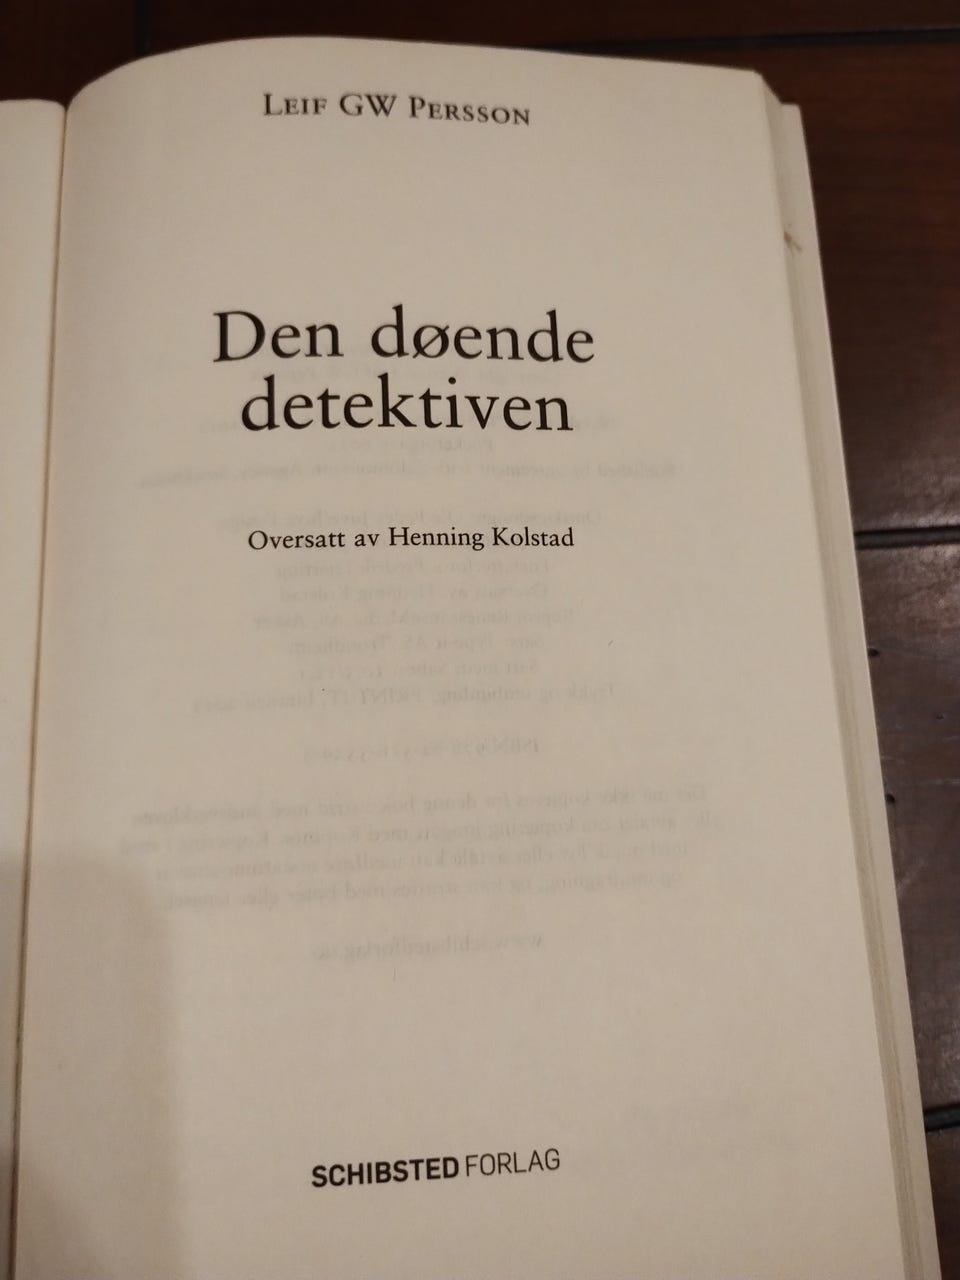 LEIF GW PERSSON
Den døende
detektiven
Oversatt av Henning Kolstad
SCHIBSTED FORLAG